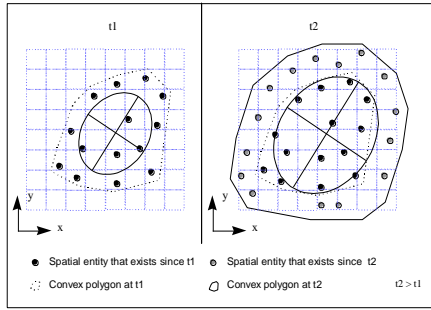 t1
t2
y
x
y
x
Spatial entity that exists since t1
Spatial entity that exists since t2
Convex polygon at t1
Convex polygon at t2
t2 > t1